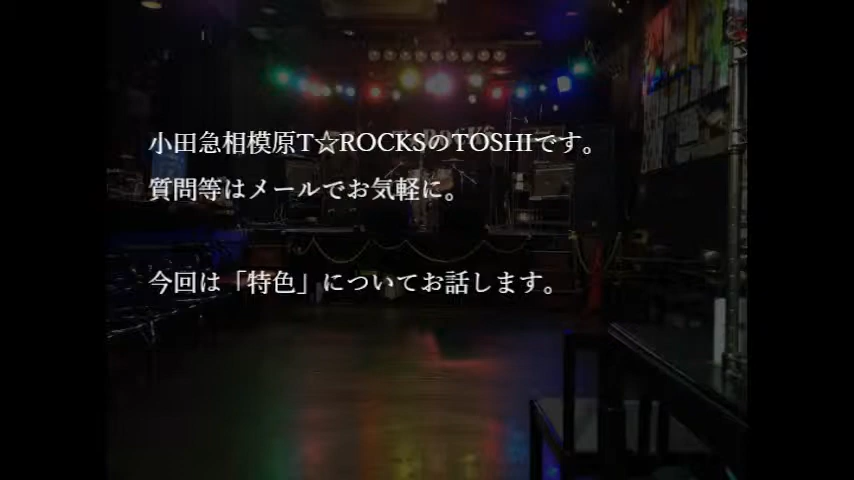 小田急相模原T☆ROCKSのTOSHIです。
質問等はメールでお気軽に。
今回は「特色」についてお話します。